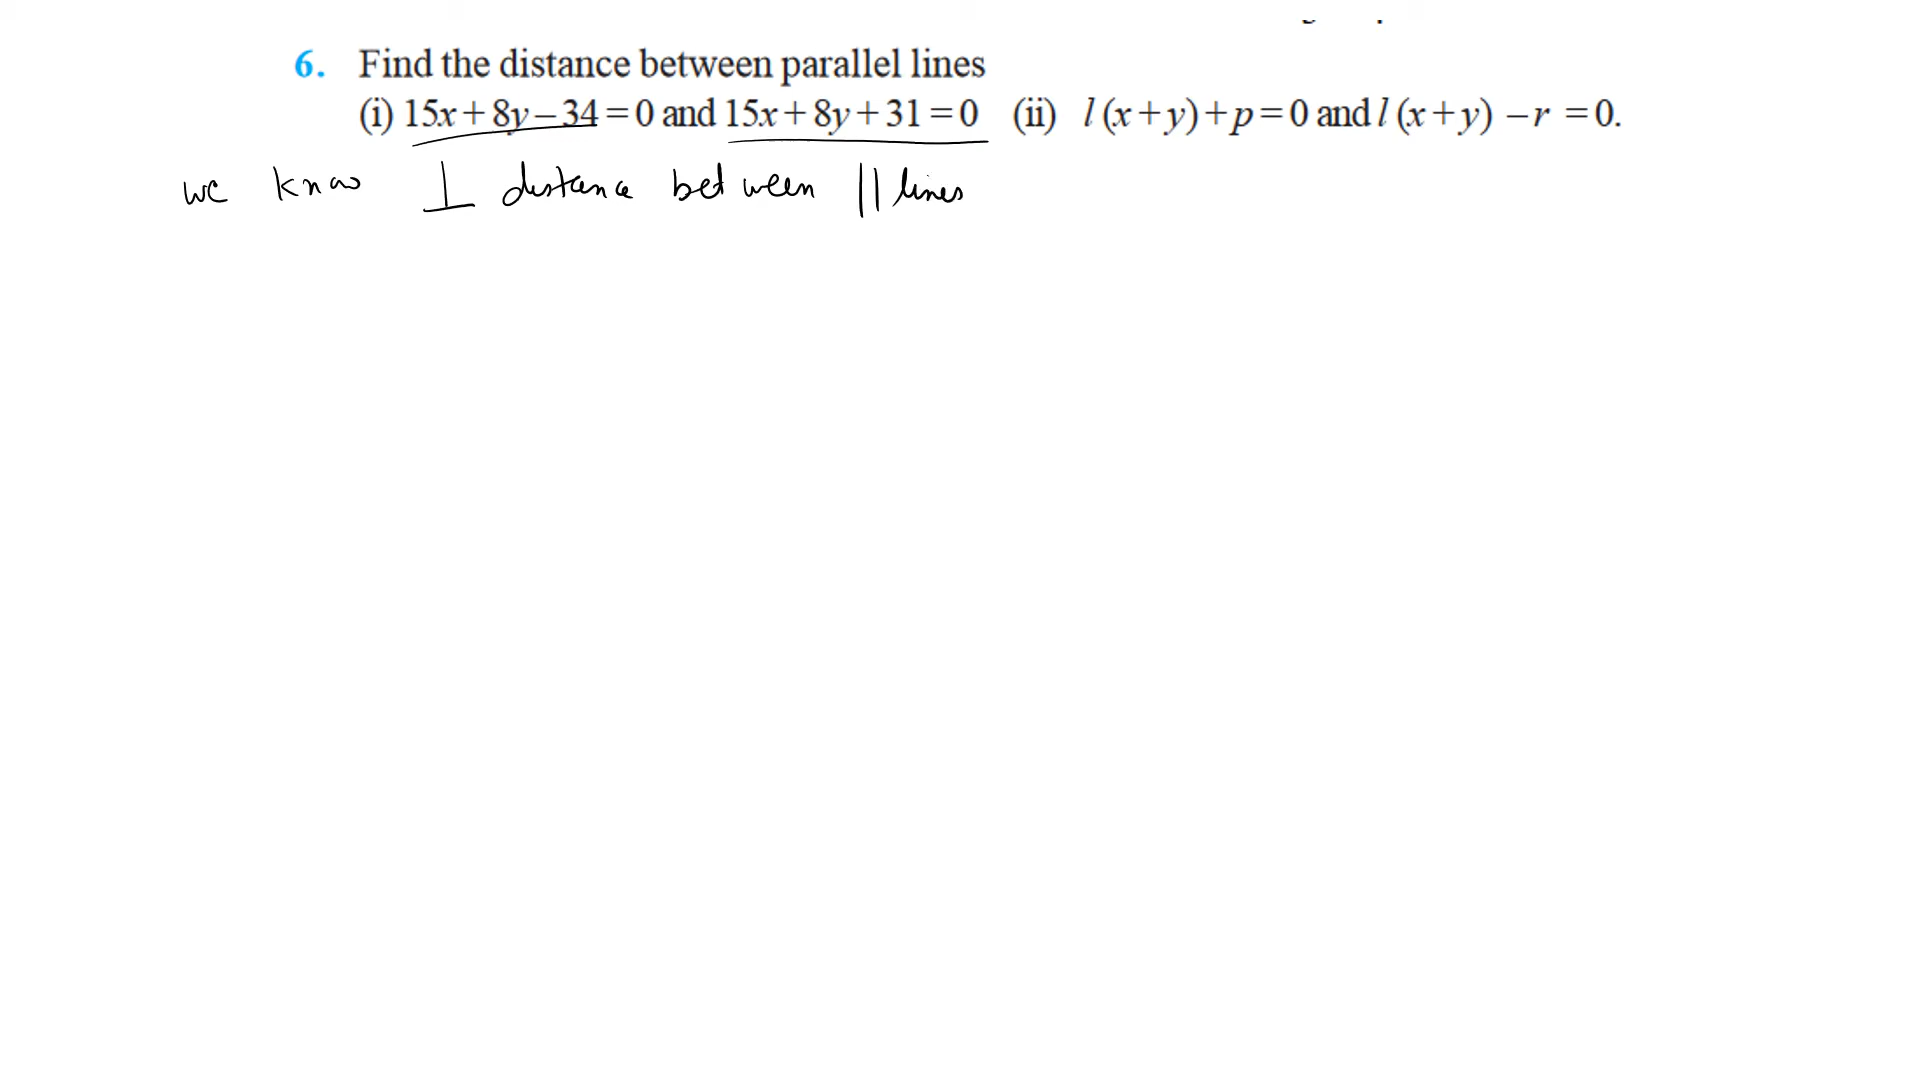 6. Find the distance between parallel lines
(i) 15x+8y–34=0 and 15x+8y+31=0 (ii) l(x+y)+p=0 and l(x+y) –r =0.
we know ⊥ distance between || lines